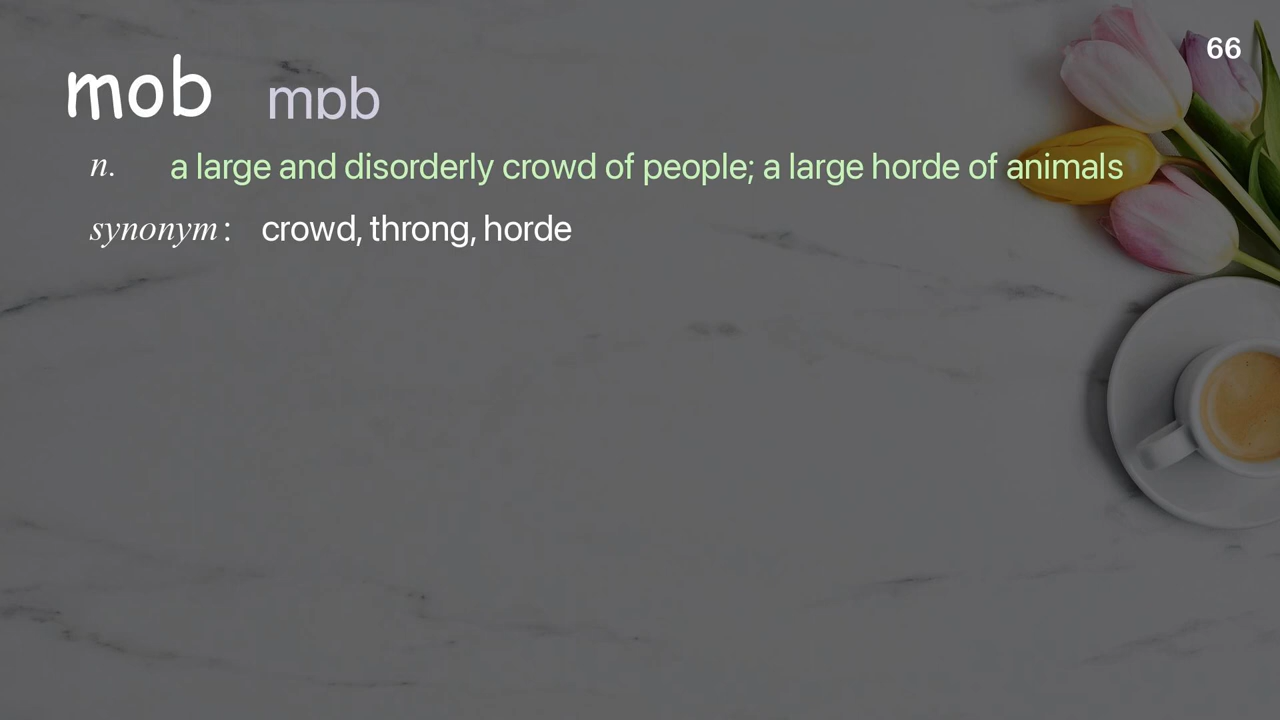 66
mob mɒb
n. a large and disorderly crowd of people; a large horde of animals
synonym: crowd, throng, horde